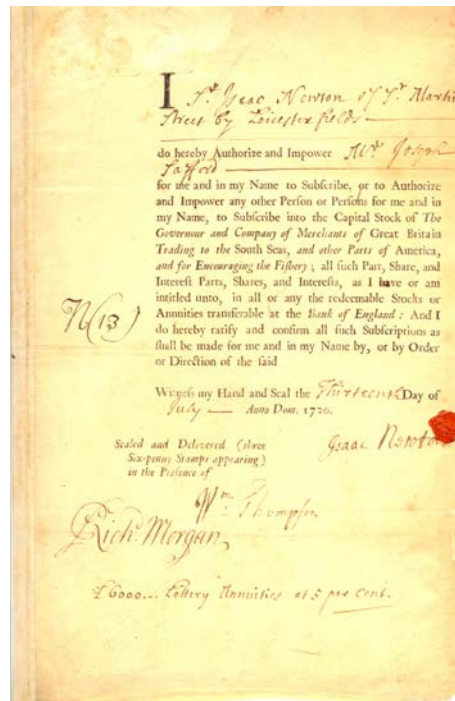 I Sr. Isaac Newton of St. Martin
Street by Leicester fields
do hereby Authorize and Impower Mr. Joseph
Safford
for me and in my Name to Subscribe, or to Authorize
and Impower any other Person or Persons for me and in
my Name, to Subscribe into the Capital Stock of The
Governour and Company of Merchants of Great Britain
Trading to the South Seas, and other Parts of America,
and for Encouraging the Fishery; all such Part, Share, and
Interest Parts, Shares, and Interests, as I have or am
intitled unto, in all or any the redeemable Stocks or
Annuities transferable at the Bank of England: And I
do hereby ratify and confirm all such Subscriptions as
shall be made for me and in my Name by, or by Order
or Direction of the said
N(13)
Witness my Hand and Seal the Thirteenth Day of
July Anno Dom. 1720.
Isaac Newton
Sealed and Delivered (three
Six-penny Stamps appearing)
in the Presence of
Wm. Thompson
Rich. Morgan
£6000... Lottery Annuities at 5 per Cent.